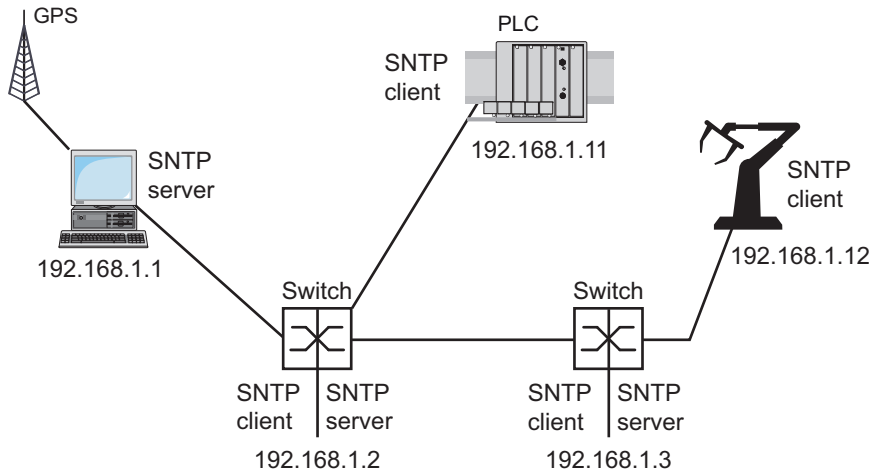 GPS
PLC
SNTP
client
192.168.1.11
SNTP
server
192.168.1.1
SNTP
client
192.168.1.12
Switch
Switch
SNTP
client
SNTP
server
192.168.1.2
SNTP
client
SNTP
server
192.168.1.3